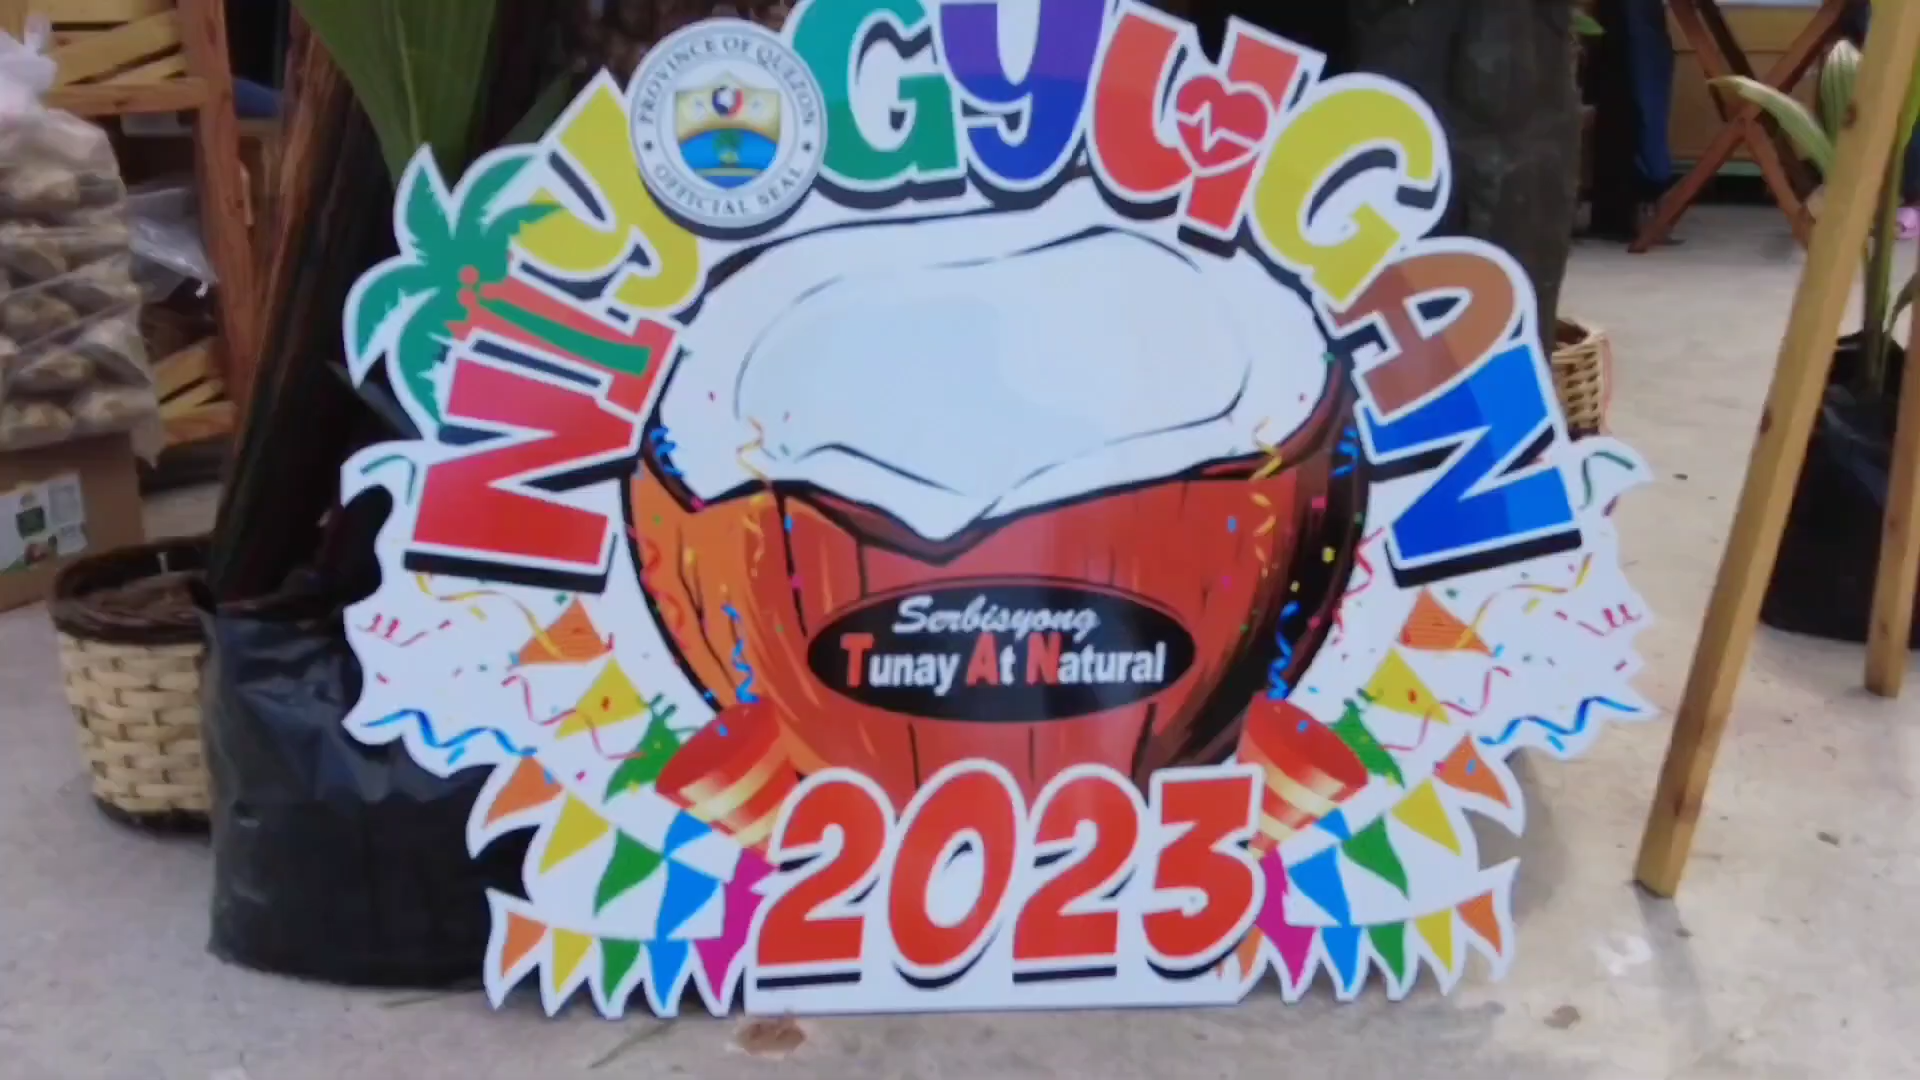 NIYOGYUGAN
PROVINCE OF QUEZON
OFFICIAL SEAL
Serbisyong
Tunay At Natural
2023